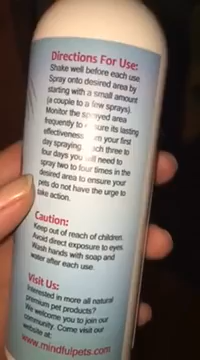 Directions For Use:
Shake well before each use.
Spray onto desired area by
starting with a small amount
(a couple to a few sprays).
Monitor the sprayed area
frequently to sure its lasting
effectiveness from your first
day spraying. ach three to
four days you will need to
spray two to four times in the
desired area to ensure your
pets do not have the urge to
take action.
Caution:
Keep out of reach of children.
Avoid direct exposure to eyes.
Wash hands with soap and
water after each use.
Visit Us:
Interested in more all natural
premium pet products?
We welcome you to join our
community. Come visit our
website at:
www.mindfulpets.com